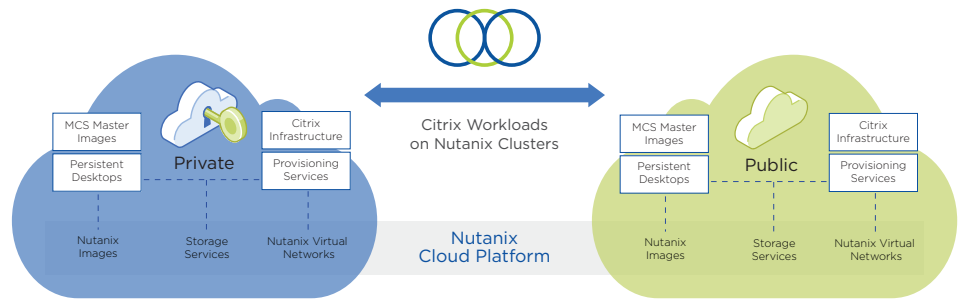 MCS Master
Images
Persistent
Desktops
Private
Citrix
Infrastructure
Provisioning
Services
Nutanix
Images
Storage
Services
Nutanix Virtual
Networks
Citrix Workloads
on Nutanix Clusters
Nutanix
Cloud Platform
MCS Master
Images
Persistent
Desktops
Public
Citrix
Infrastructure
Provisioning
Services
Nutanix
Images
Storage
Services
Nutanix Virtual
Networks